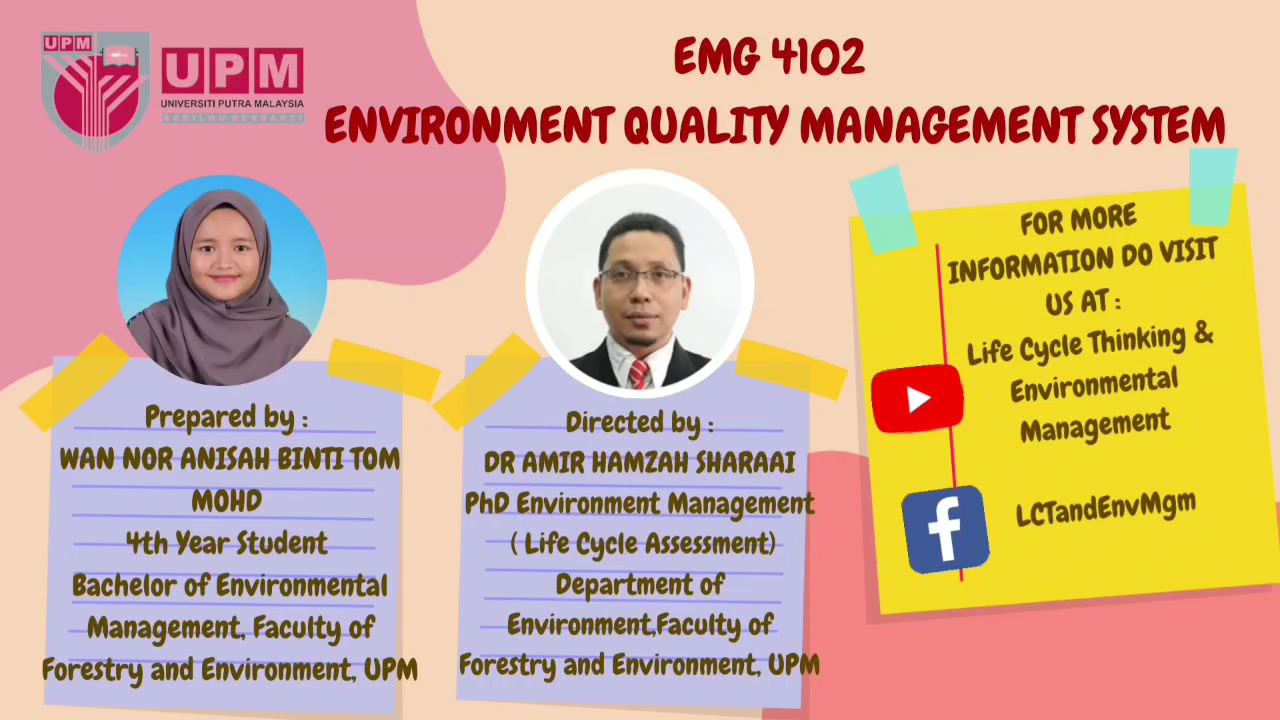 UPM
UPM
UNIVERSITI PUTRA MALAYSIA
BERILMU BERBAKTI
EMG 4102
ENVIRONMENT QUALITY MANAGEMENT SYSTEM
Prepared by :
WAN NOR ANISAH BINTI TOM
MOHD
4th Year Student
Bachelor of Environmental
Management, Faculty of
Forestry and Environment, UPM
Directed by :
DR AMIR HAMZAH SHARAAI
PhD Environment Management
( Life Cycle Assessment)
Department of
Environment,Faculty of
Forestry and Environment, UPM
FOR MORE
INFORMATION DO VISIT
US AT :
Life Cycle Thinking &
Environmental
Management
LCTandEnvMgm